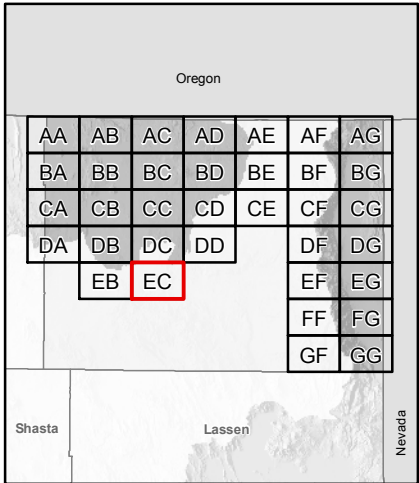 Oregon
AA AB AC AD AE AF AG
BA BB BC BD BE BF BG
CA CB CC CD CE CF CG
DA DB DC DD DF DG
EB EC EF EG
FF FG
GF GG
Shasta Lassen Nevada